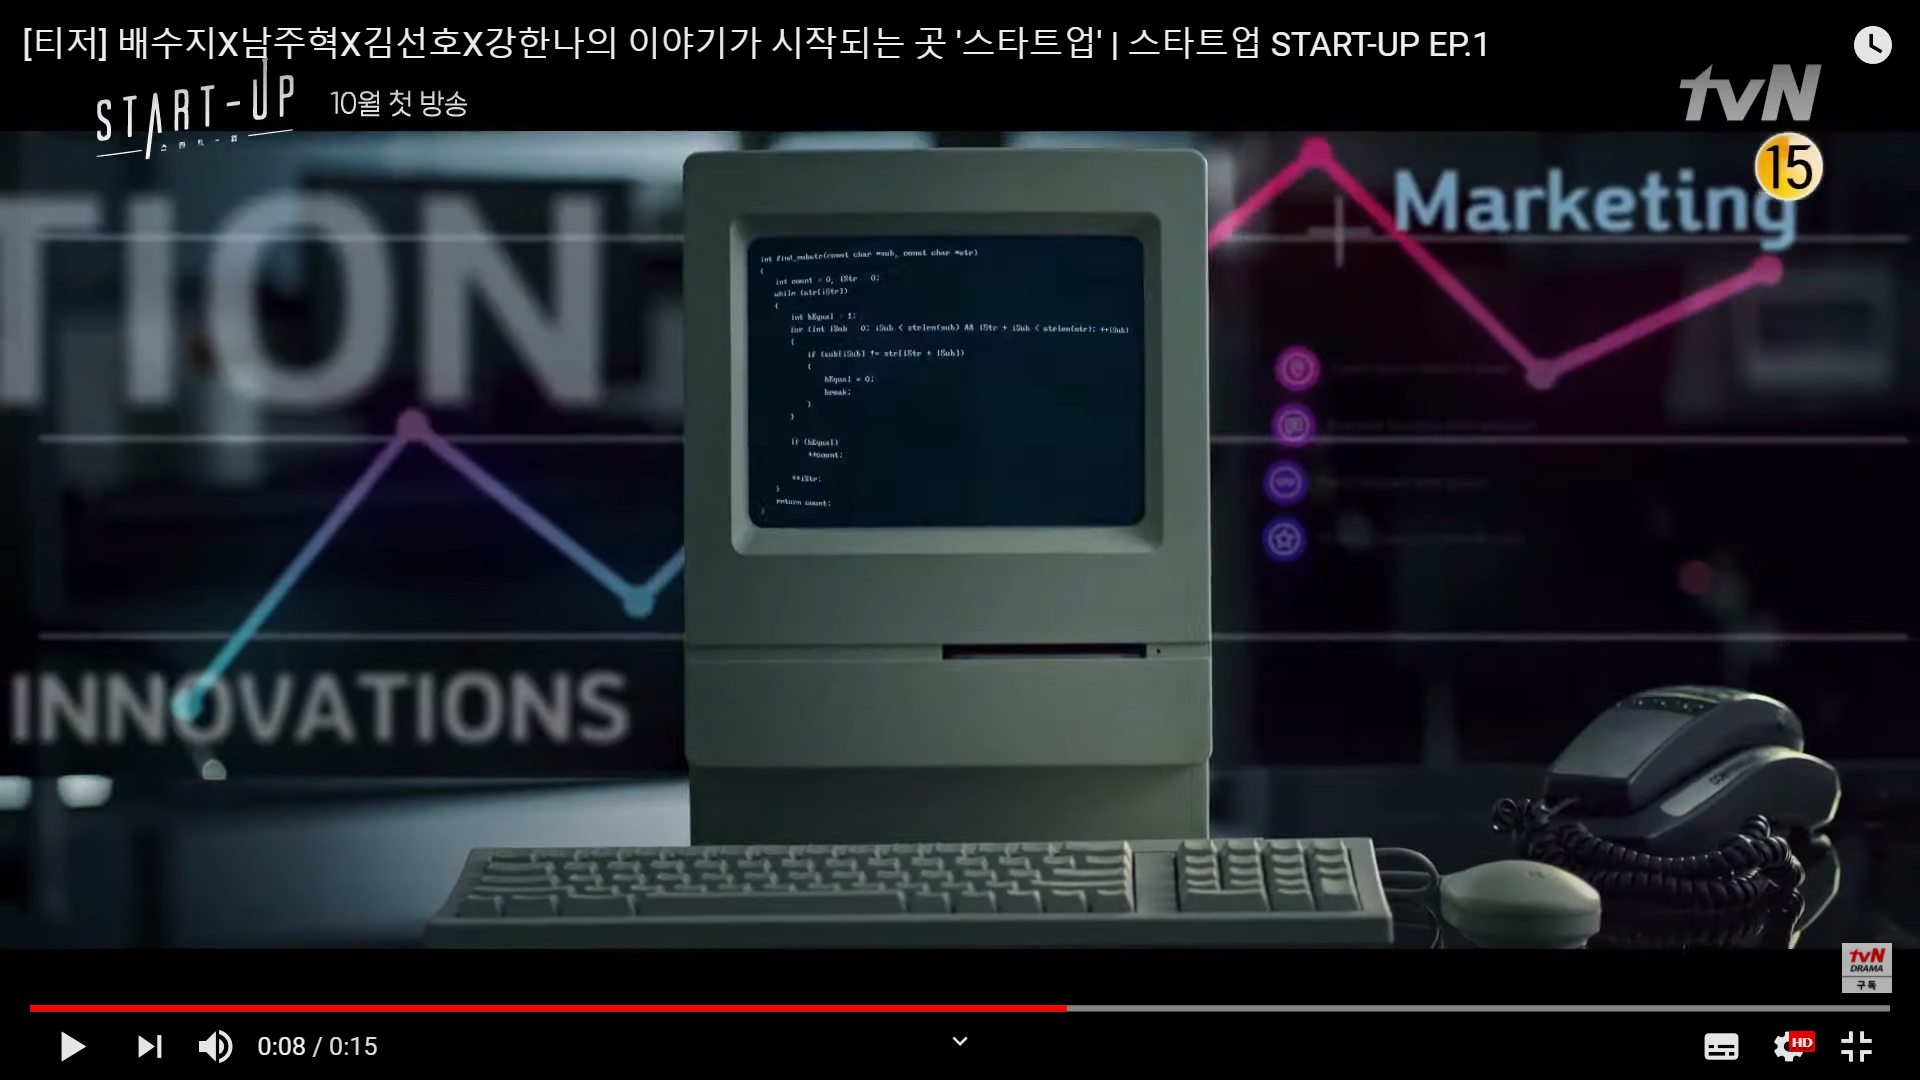 [티저] 배수지X남주혁X김선호X강한나의 이야기가 시작되는 곳 '스타트업' | 스타트업 START-UP EP.1
START-UP
스타트-업
10월 첫 방송
tvN
15
TION
Marketing
int find_substr(const char *sub, const char *str)
{
int count = 0, iStr = 0;
while (str[iStr])
{
int bEqual = 1;
for (int iSub = 0; iSub < strlen(sub) && iStr + iSub < strlen(str); ++iSub)
{
if (sub[iSub] != str[iStr + iSub])
{
bEqual = 0;
break;
}
}
if (bEqual)
++count;
++iStr;
}
return count;
}
INNOVATIONS
tvN
DRAMA
구독
0:08 / 0:15
HD